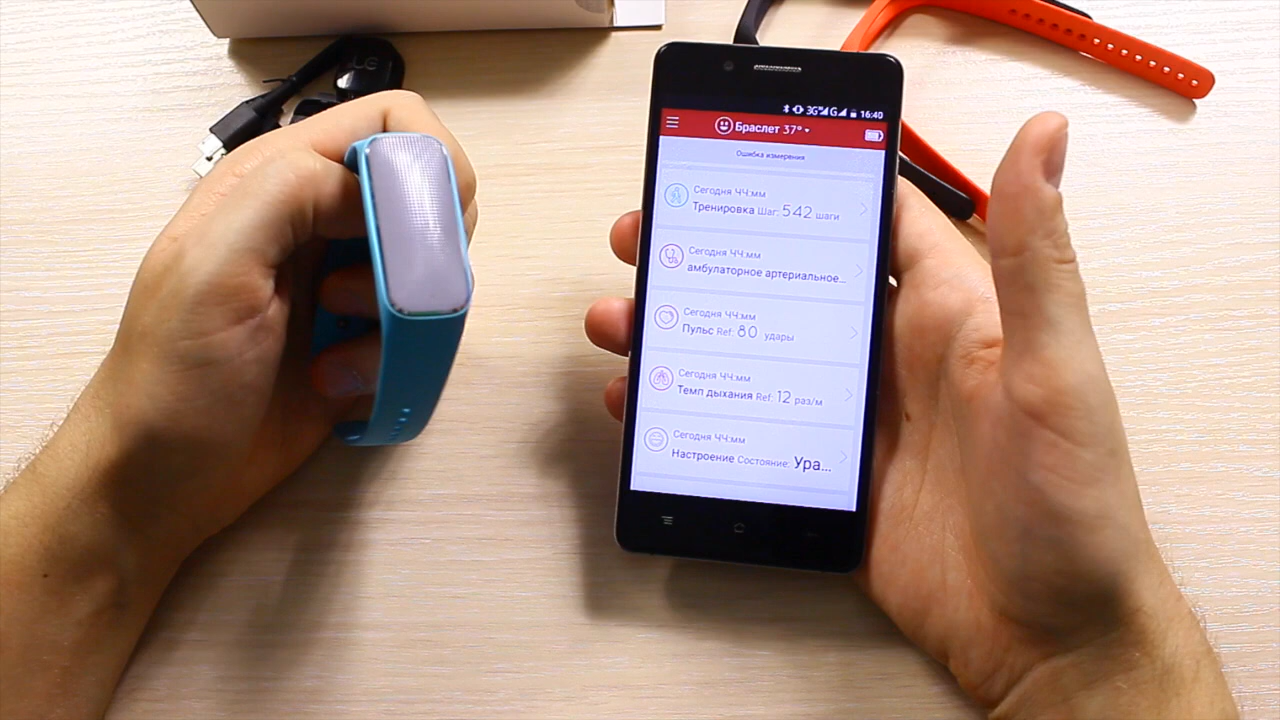 3G G 16:40
Браслет 37°
Ошибка измерения
Сегодня ЧЧ:мм
Тренировка Шаг: 542 шаги
Сегодня ЧЧ:мм
амбулаторное артериальное...
Сегодня ЧЧ:мм
Пульс Ref: 80 удары
Сегодня ЧЧ:мм
Темп дыхания Ref: 12 раз/м
Сегодня ЧЧ:мм
Настроение Состояние: Ура...